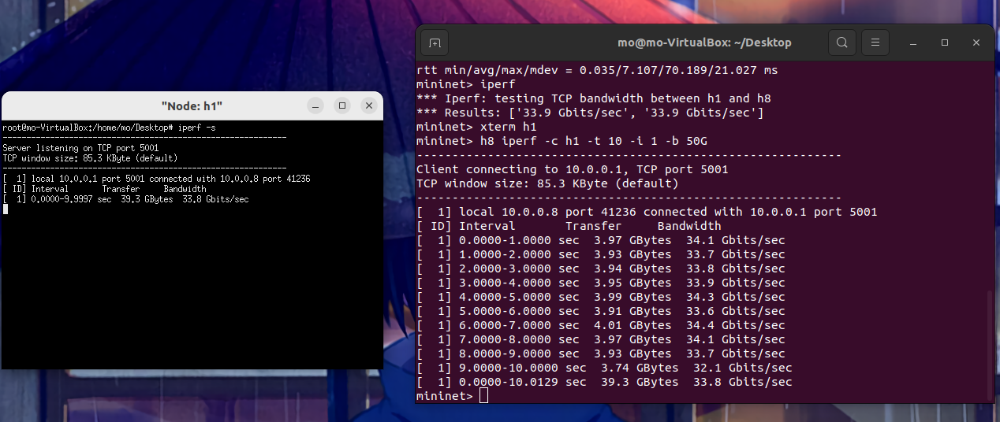 "Node: h1"
root@mo-VirtualBox:/home/mo/Desktop# iperf -s
------------------------------------------------------------
Server listening on TCP port 5001
TCP window size: 85.3 KByte (default)
------------------------------------------------------------
[  1] local 10.0.0.1 port 5001 connected with 10.0.0.8 port 41236
[ ID] Interval       Transfer     Bandwidth
[  1] 0.0000-9.9997 sec  39.3 GBytes  33.8 Gbits/sec
mo@mo-VirtualBox: ~/Desktop
rtt min/avg/max/mdev = 0.035/7.107/70.189/21.027 ms
mininet> iperf
*** Iperf: testing TCP bandwidth between h1 and h8
*** Results: ['33.9 Gbits/sec', '33.9 Gbits/sec']
mininet> xterm h1
mininet> h8 iperf -c h1 -t 10 -i 1 -b 50G
------------------------------------------------------------
Client connecting to 10.0.0.1, TCP port 5001
TCP window size: 85.3 KByte (default)
------------------------------------------------------------
[  1] local 10.0.0.8 port 41236 connected with 10.0.0.1 port 5001
[ ID] Interval       Transfer     Bandwidth
[  1] 0.0000-1.0000 sec  3.97 GBytes  34.1 Gbits/sec
[  1] 1.0000-2.0000 sec  3.93 GBytes  33.7 Gbits/sec
[  1] 2.0000-3.0000 sec  3.94 GBytes  33.8 Gbits/sec
[  1] 3.0000-4.0000 sec  3.95 GBytes  33.9 Gbits/sec
[  1] 4.0000-5.0000 sec  3.99 GBytes  34.3 Gbits/sec
[  1] 5.0000-6.0000 sec  3.91 GBytes  33.6 Gbits/sec
[  1] 6.0000-7.0000 sec  4.01 GBytes  34.4 Gbits/sec
[  1] 7.0000-8.0000 sec  3.97 GBytes  34.1 Gbits/sec
[  1] 8.0000-9.0000 sec  3.93 GBytes  33.7 Gbits/sec
[  1] 9.0000-10.0000 sec  3.74 GBytes  32.1 Gbits/sec
[  1] 0.0000-10.0129 sec  39.3 GBytes  33.8 Gbits/sec
mininet>